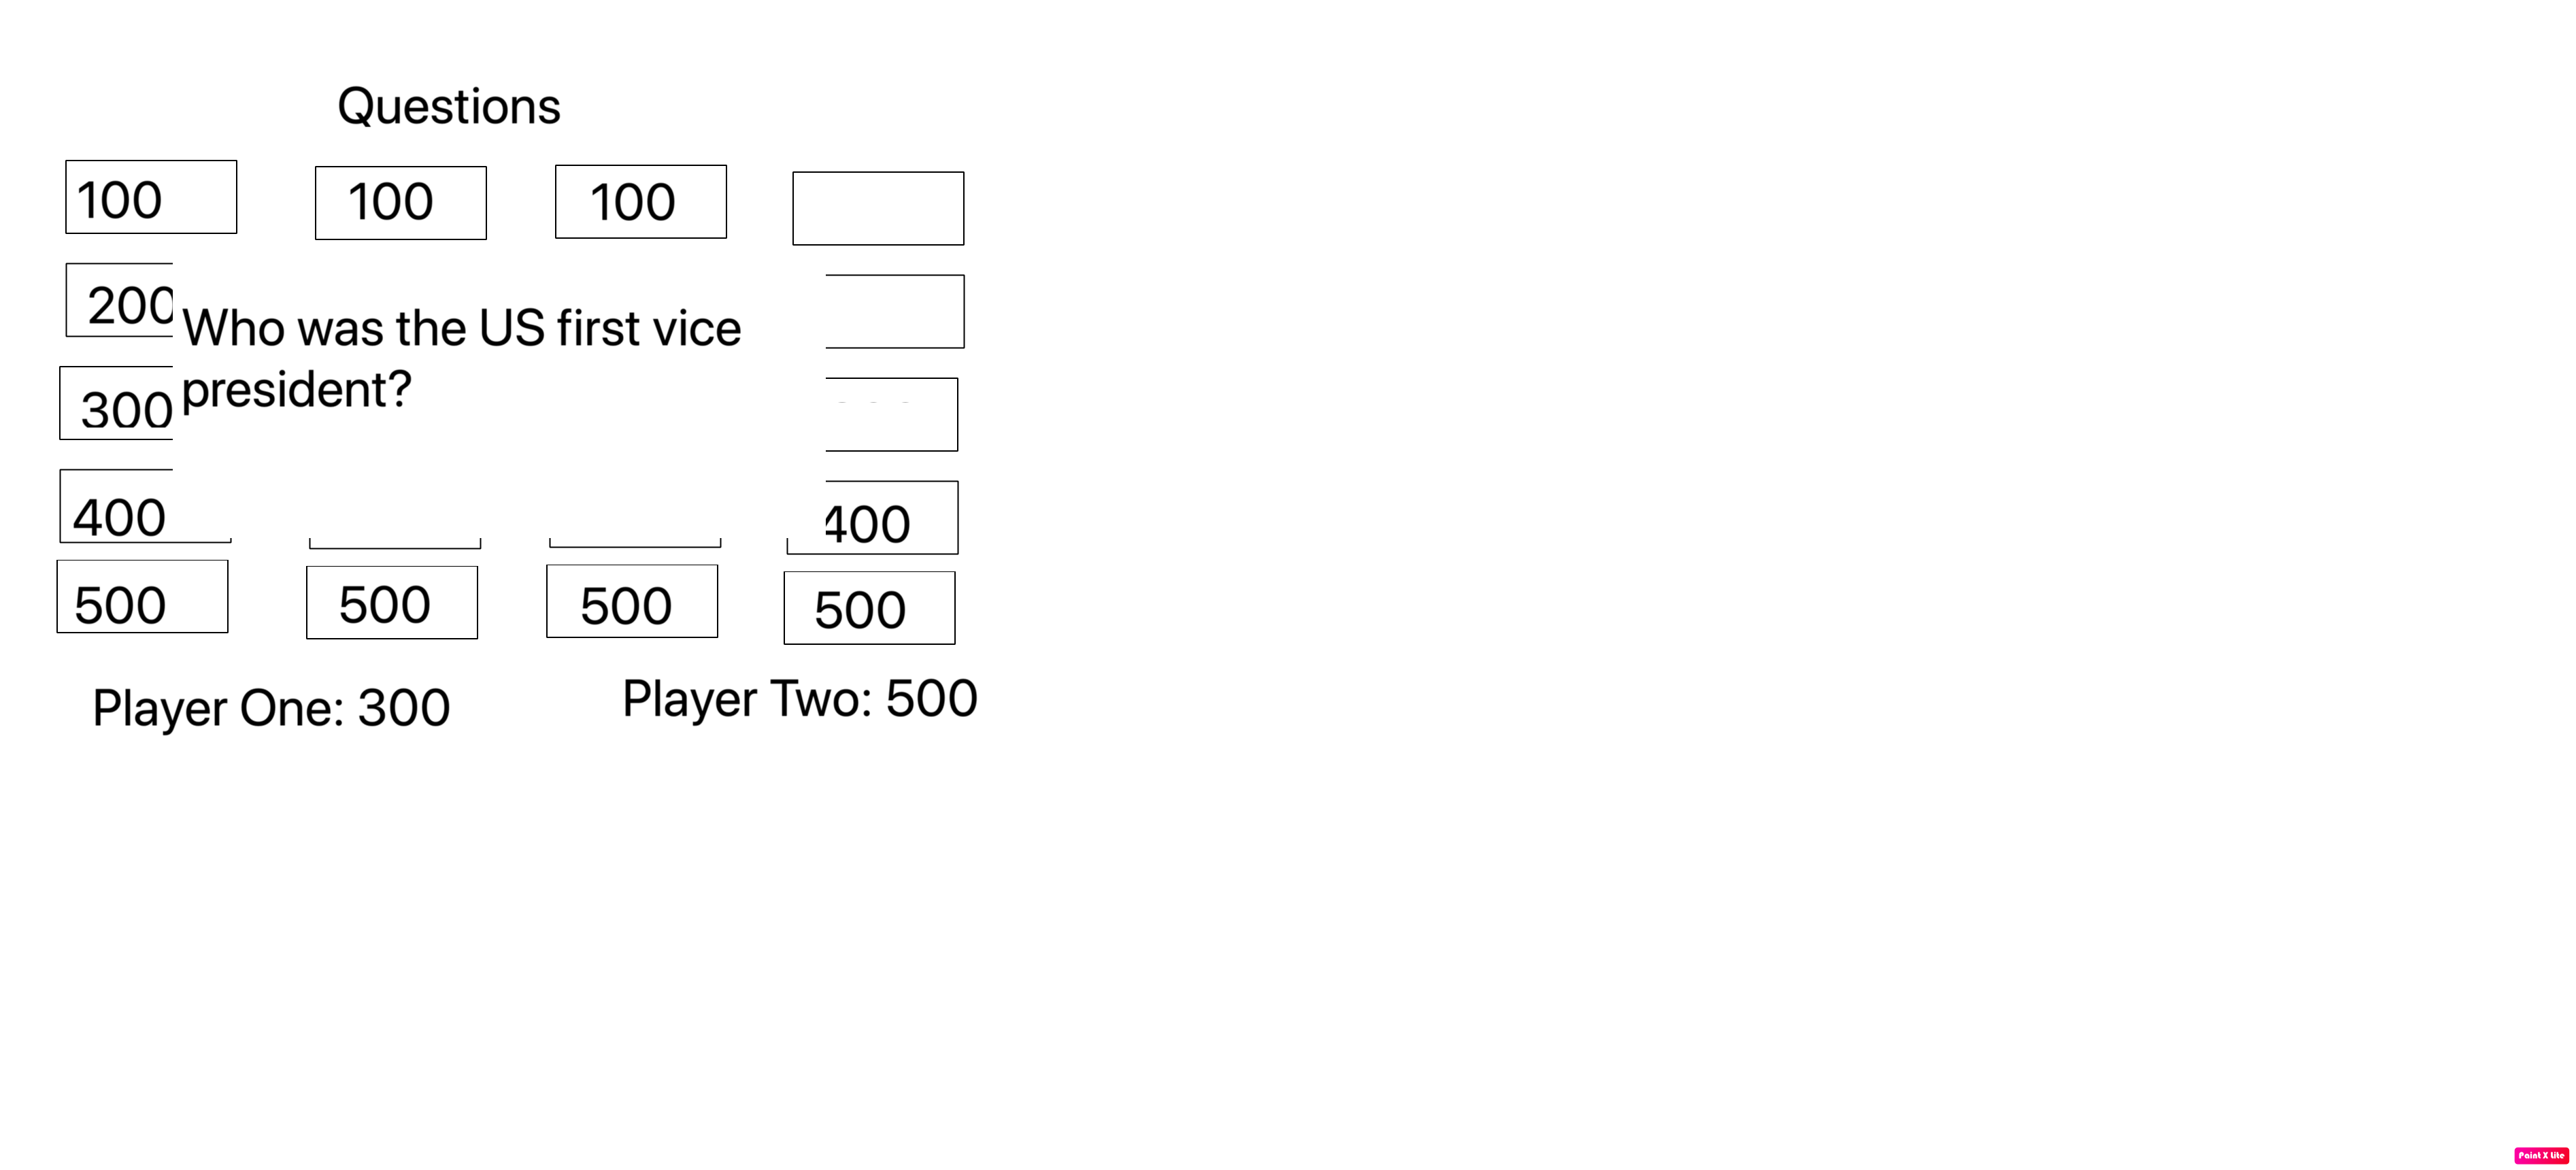 Questions
100 100 100
200
Who was the US first vice
president?
300
400 400
500 500 500 500
Player One: 300 Player Two: 500
Paint X Lite